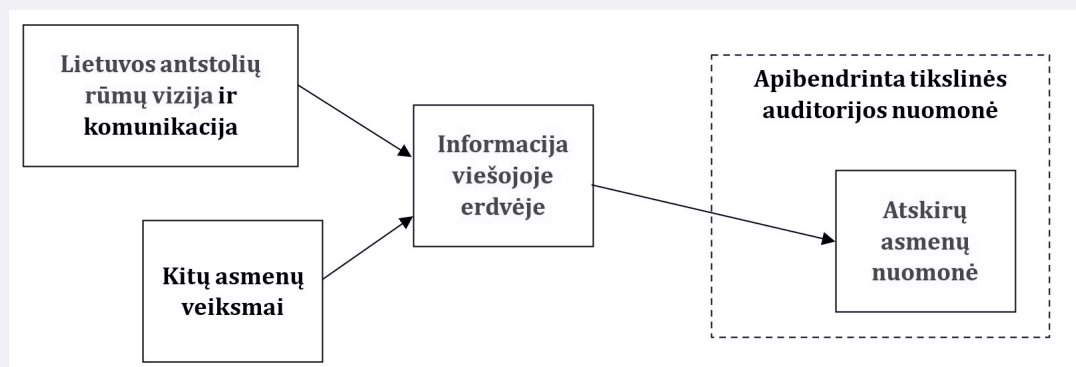 Lietuvos antstolių
rūmų vizija ir
komunikacija
Kitų asmenų
veiksmai
Informacija
viešojoje
erdvėje
Apibendrinta tikslinės
auditorijos nuomonė
Atskirų
asmenų
nuomonė